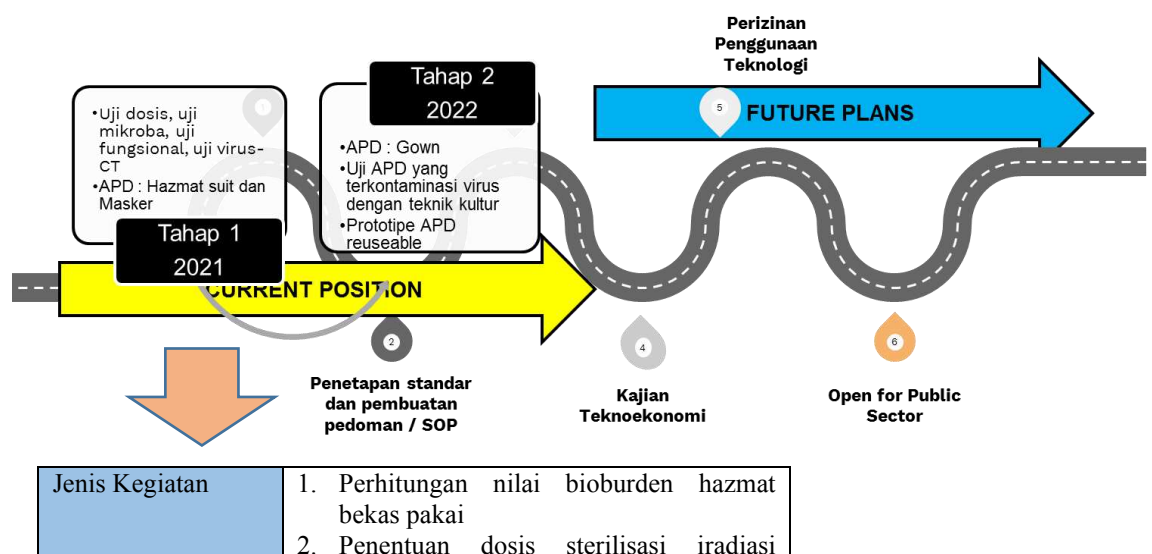 Perizinan
Penggunaan
Teknologi
5
FUTURE PLANS
1
•Uji dosis, uji
mikroba, uji
fungsional, uji virus-
CT
•APD : Hazmat suit dan
Masker
Tahap 1
2021
Tahap 2
2022
•APD : Gown
•Uji APD yang
terkontaminasi virus
dengan teknik kultur
•Prototipe APD
reuseable
CURRENT POSITION
2
Penetapan standar
dan pembuatan
pedoman / SOP
4
Kajian
Teknoekonomi
6
Open for Public
Sector
Jenis Kegiatan
1. Perhitungan nilai bioburden hazmat
bekas pakai
2. Penentuan dosis sterilisasi iradiasi